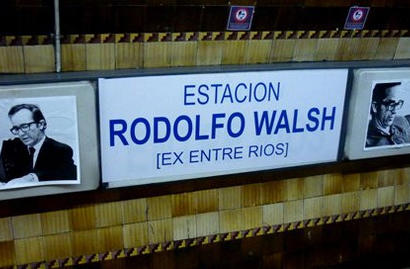 ESTACION
RODOLFO WALSH
[EX ENTRE RIOS]